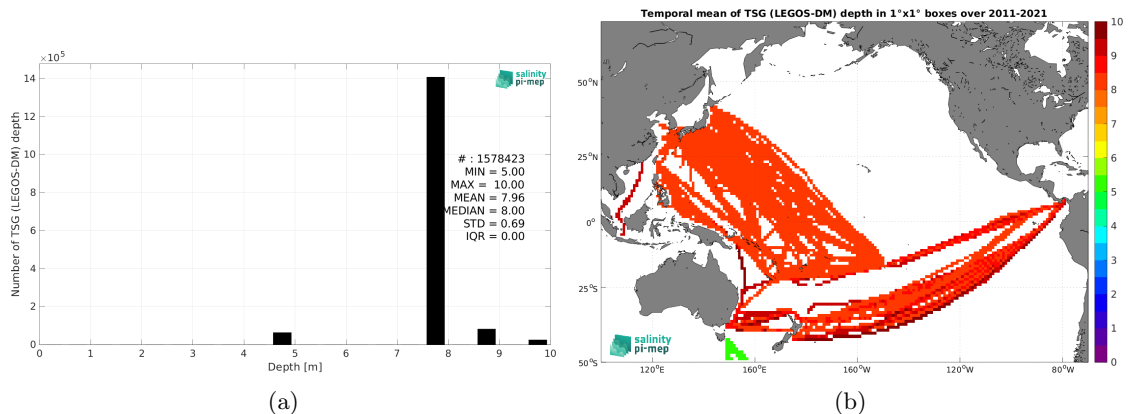 ×10⁵
14
12
10
8
6
4
2
0
Number of TSG (LEGOS-DM) depth
salinity
pi-mep
# : 1578423
MIN = 5.00
MAX = 10.00
MEAN = 7.96
MEDIAN = 8.00
STD = 0.69
IQR = 0.00
0 1 2 3 4 5 6 7 8 9 10
Depth [m]
(a)
Temporal mean of TSG (LEGOS-DM) depth in 1°x1° boxes over 2011-2021
50°N
25°N
0°
25°S
50°S
120°E
160°E
160°W
120°W
80°W
salinity
pi-mep
10
9
8
7
6
5
4
3
2
1
0
(b)